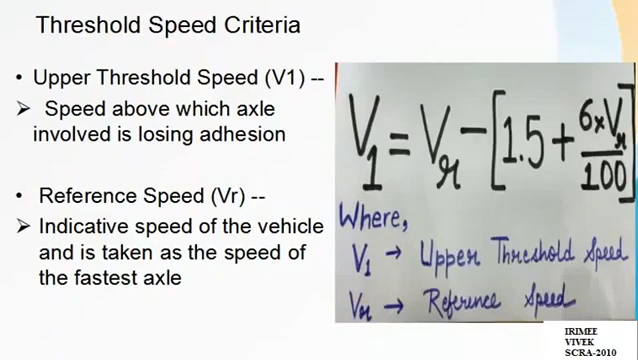 Threshold Speed Criteria
• Upper Threshold Speed (V1) --
➢ Speed above which axle
involved is losing adhesion
• Reference Speed (Vr) --
➢ Indicative speed of the vehicle
and is taken as the speed of
the fastest axle
V₁ = Vᵣ − [1.5 + 6×Vᵣ/100]
Where,
V₁ → Upper Threshold Speed
Vᵣ → Reference Speed
IRIMEE
VIVEK
SCRA-2010